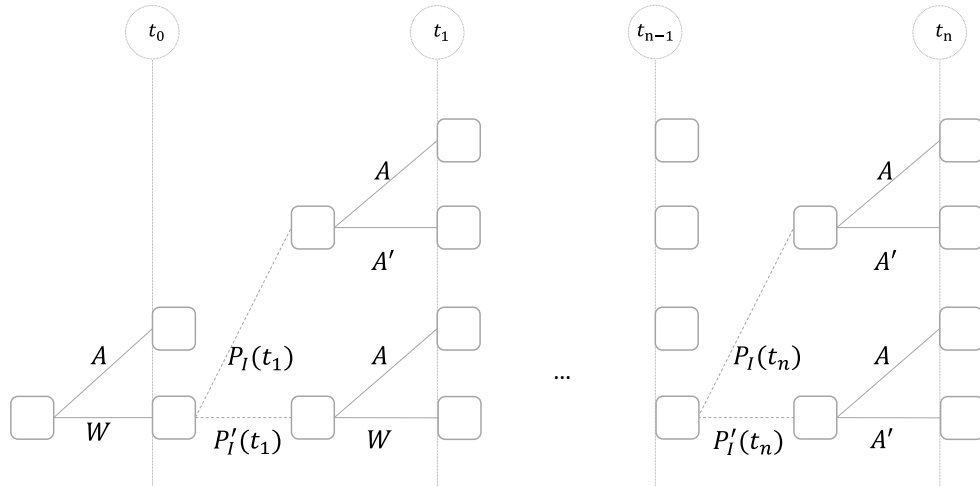 t₀ t₁ tₙ₋₁ tₙ
A A
A′ A′
A A A
P_I(t₁) P_I(tₙ)
...
W P′_I(t₁) W P′_I(tₙ) A′